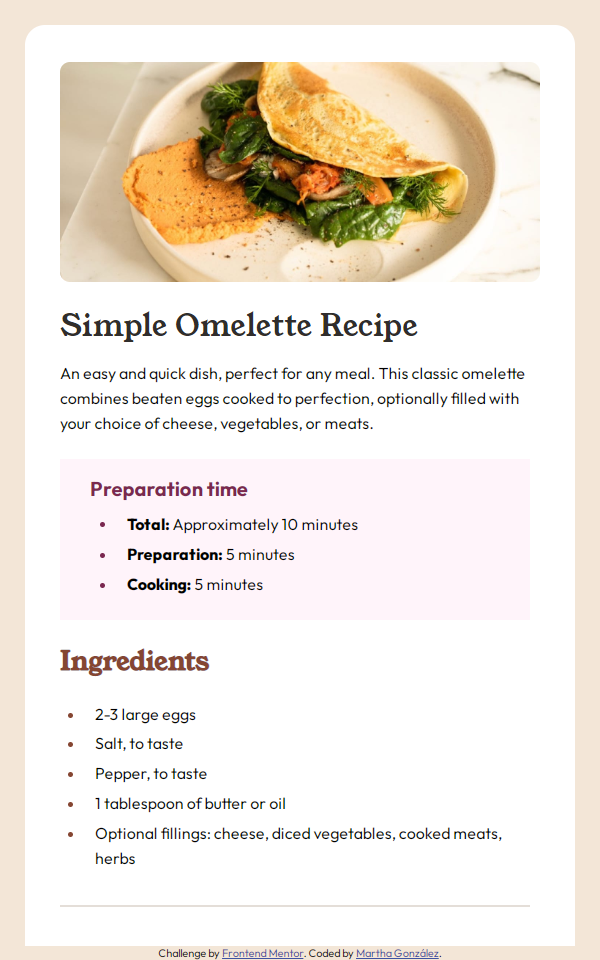 Simple Omelette Recipe
An easy and quick dish, perfect for any meal. This classic omelette
combines beaten eggs cooked to perfection, optionally filled with
your choice of cheese, vegetables, or meats.
Preparation time
• Total: Approximately 10 minutes
• Preparation: 5 minutes
• Cooking: 5 minutes
Ingredients
• 2-3 large eggs
• Salt, to taste
• Pepper, to taste
• 1 tablespoon of butter or oil
• Optional fillings: cheese, diced vegetables, cooked meats,
herbs
Challenge by Frontend Mentor. Coded by Martha González.